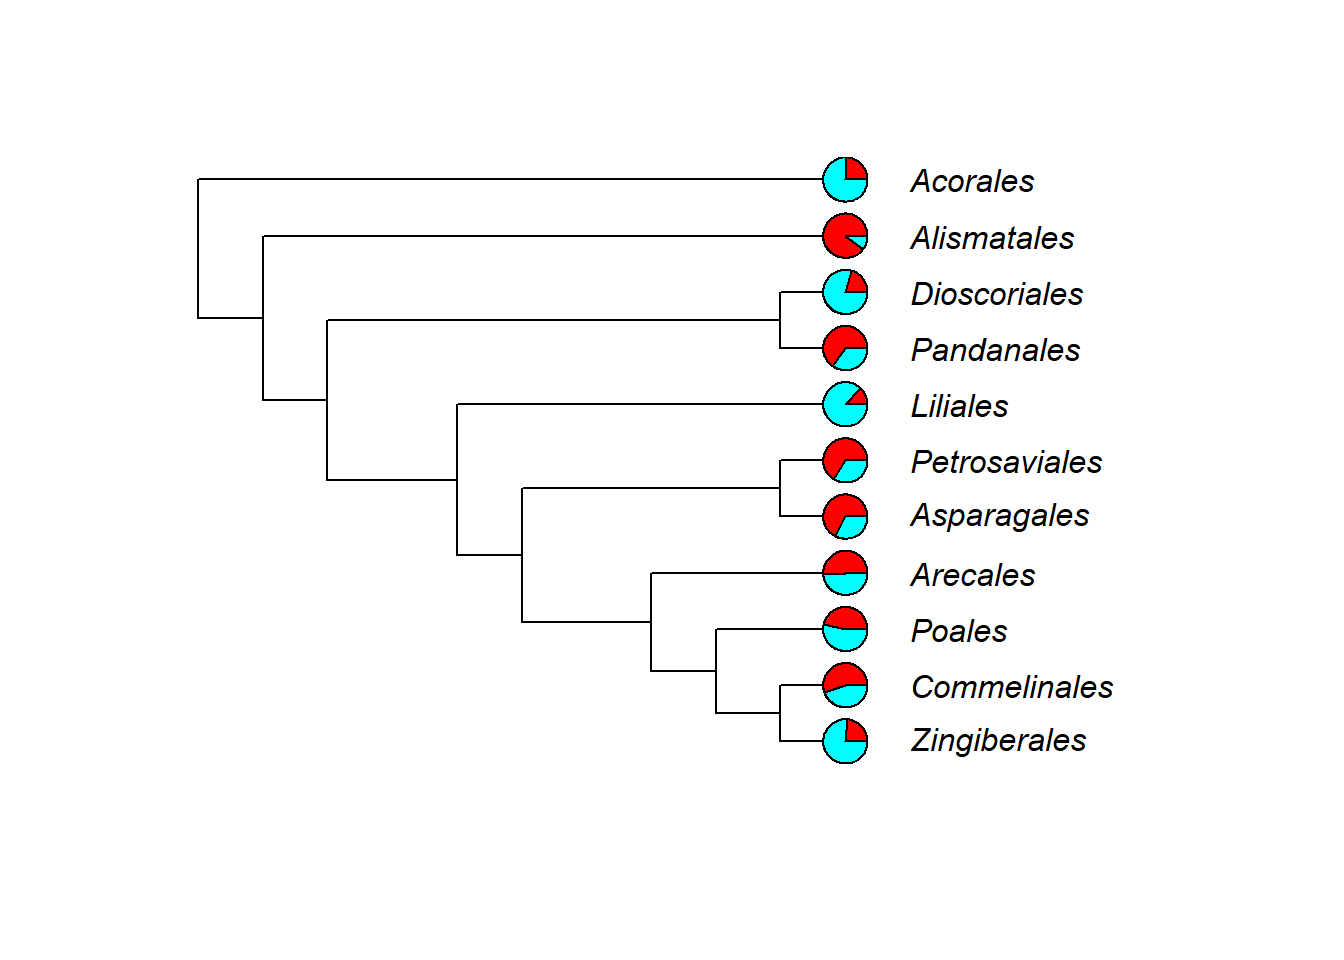 Acorales
Alismatales
Dioscoriales
Pandanales
Liliales
Petrosaviales
Asparagales
Arecales
Poales
Commelinales
Zingiberales